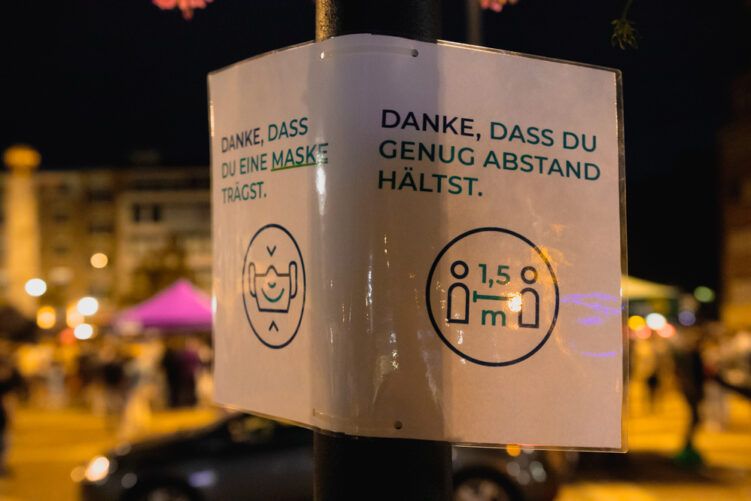 DANKE, DASS
DU EINE MASKE
TRÄGST.
DANKE, DASS DU
GENUG ABSTAND
HÄLTST.
1,5
m